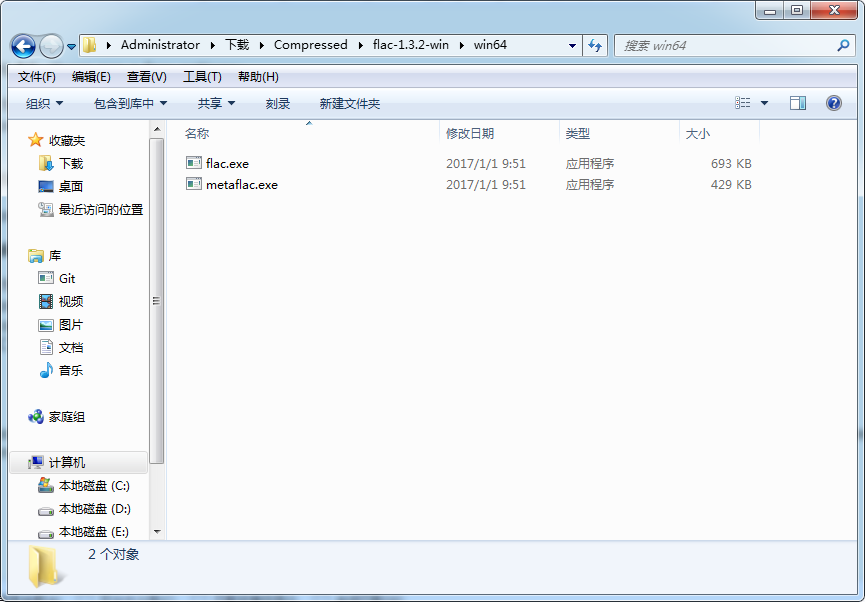 Administrator 下载 Compressed flac-1.3.2-win win64 搜索 win64
文件(F) 编辑(E) 查看(V) 工具(T) 帮助(H)
组织 包含到库中 共享 刻录 新建文件夹
名称 修改日期 类型 大小
flac.exe 2017/1/1 9:51 应用程序 693 KB
metaflac.exe 2017/1/1 9:51 应用程序 429 KB
收藏夹
下载
桌面
最近访问的位置
库
Git
视频
图片
文档
音乐
家庭组
计算机
本地磁盘 (C:)
本地磁盘 (D:)
本地磁盘 (E:)
2 个对象